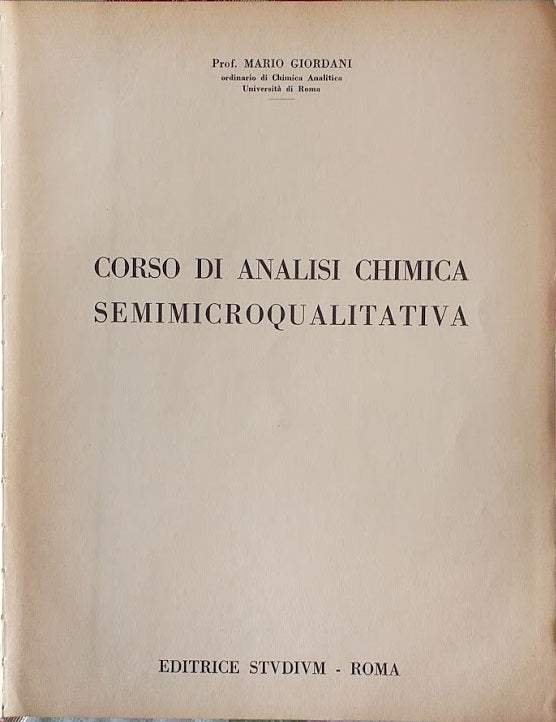 Prof. MARIO GIORDANI
ordinario di Chimica Analitica
Università di Roma
CORSO DI ANALISI CHIMICA
SEMIMICROQUALITATIVA
EDITRICE STVDIVM - ROMA